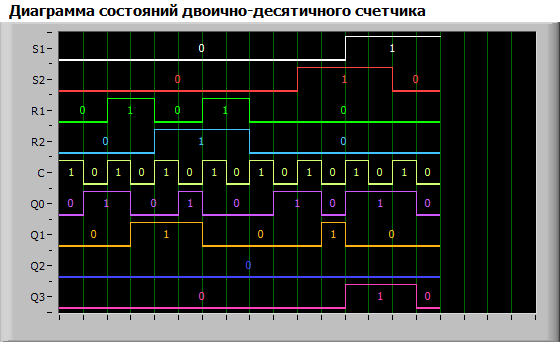 Диаграмма состояний двоично-десятичного счетчика
S1 0 1
S2 0 1 0
R1 0 1 0 1 0
R2 0 1 0
C 1 0 1 0 1 0 1 0 1 0 1 0 1 0 1 0
Q0 0 1 0 1 0 1 0 1 0
Q1 0 1 0 1 0
Q2 0
Q3 0 1 0